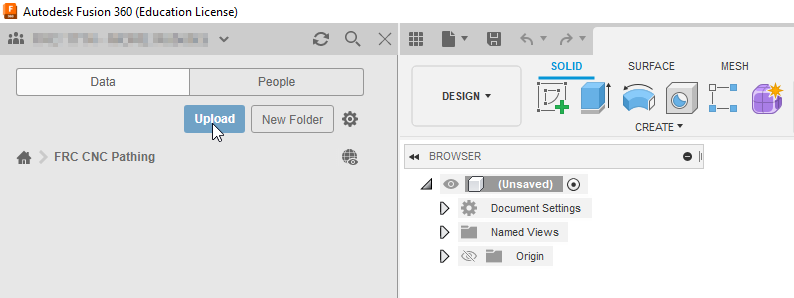 Autodesk Fusion 360 (Education License)
Data People
Upload New Folder
FRC CNC Pathing
SOLID SURFACE MESH
DESIGN
CREATE
BROWSER
(Unsaved)
Document Settings
Named Views
Origin